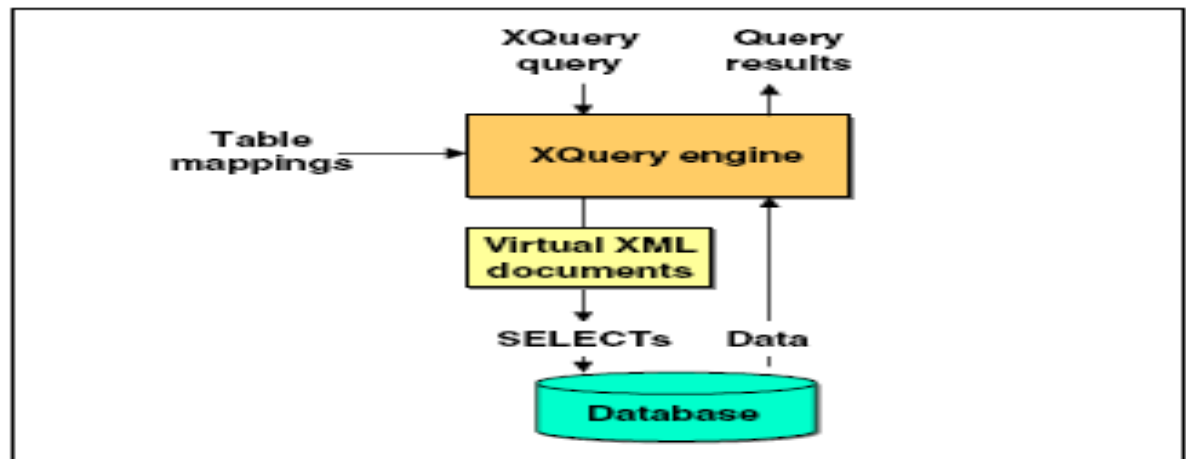 XQuery
query
Query
results
Table
mappings
XQuery engine
Virtual XML
documents
SELECTs
Data
Database